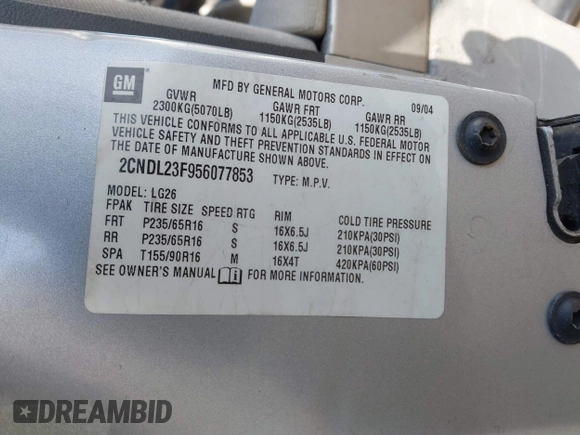 GM
MFD BY GENERAL MOTORS CORP. 09/04
GVWR GAWR FRT GAWR RR
2300KG(5070LB) 1150KG(2535LB) 1150KG(2535LB)
THIS VEHICLE CONFORMS TO ALL APPLICABLE U.S. FEDERAL MOTOR
VEHICLE SAFETY AND THEFT PREVENTION STANDARDS IN EFFECT ON
THE DATE OF MANUFACTURE SHOWN ABOVE.
2CNDL23F956077853 TYPE: M.P.V.
MODEL: LG26
FPAK TIRE SIZE SPEED RTG RIM COLD TIRE PRESSURE
FRT P235/65R16 S 16X6.5J 210KPA(30PSI)
RR P235/65R16 S 16X6.5J 210KPA(30PSI)
SPA T155/90R16 M 16X4T 420KPA(60PSI)
SEE OWNER'S MANUAL FOR MORE INFORMATION.
DREAMBID